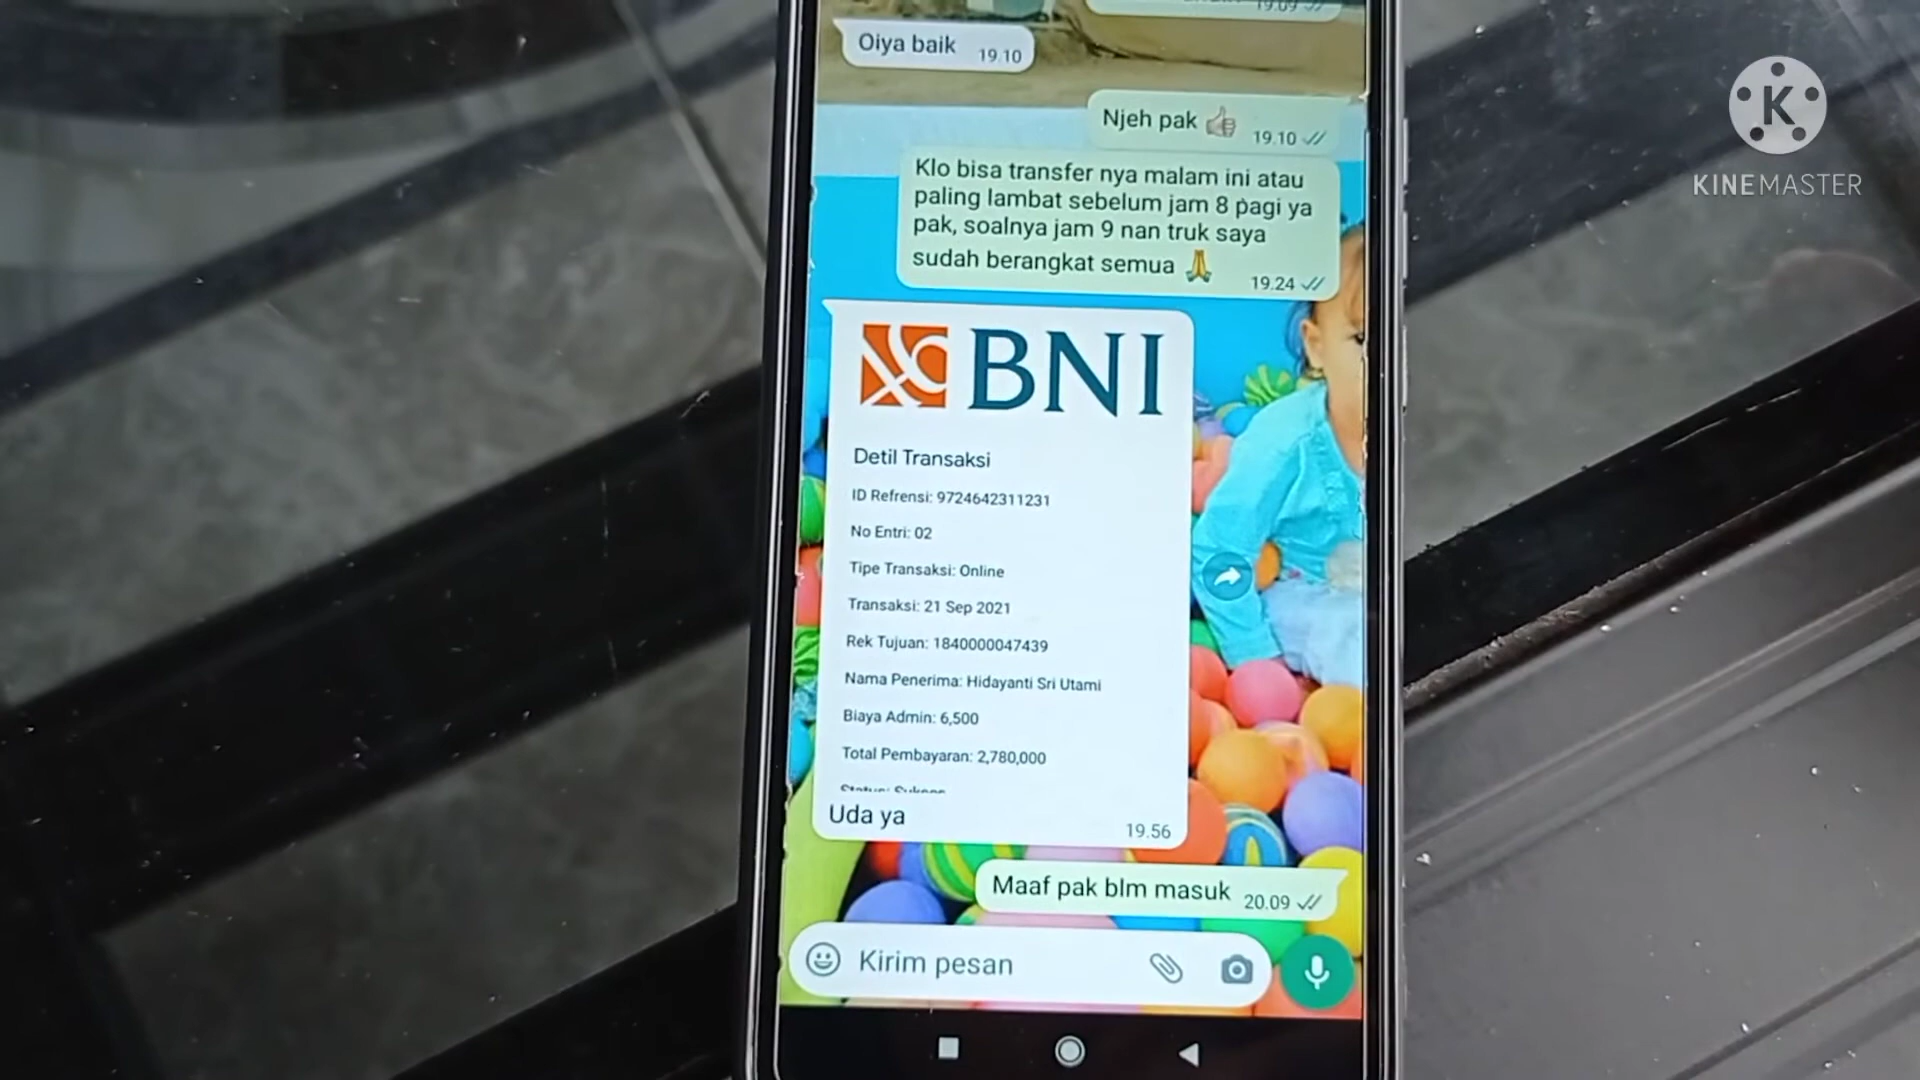 19.09
Oiya baik 19.10
Njeh pak 👍 19.10
Klo bisa transfer nya malam ini atau
paling lambat sebelum jam 8 pagi ya
pak, soalnya jam 9 nan truk saya
sudah berangkat semua 🙏
19.24
BNI
Detil Transaksi
ID Refrensi: 9724642311231
No Entri: 02
Tipe Transaksi: Online
Transaksi: 21 Sep 2021
Rek Tujuan: 1840000047439
Nama Penerima: Hidayanti Sri Utami
Biaya Admin: 6,500
Total Pembayaran: 2,780,000
Status: Sukses
Uda ya
19.56
Maaf pak blm masuk 20.09
Kirim pesan
K
KINEMASTER